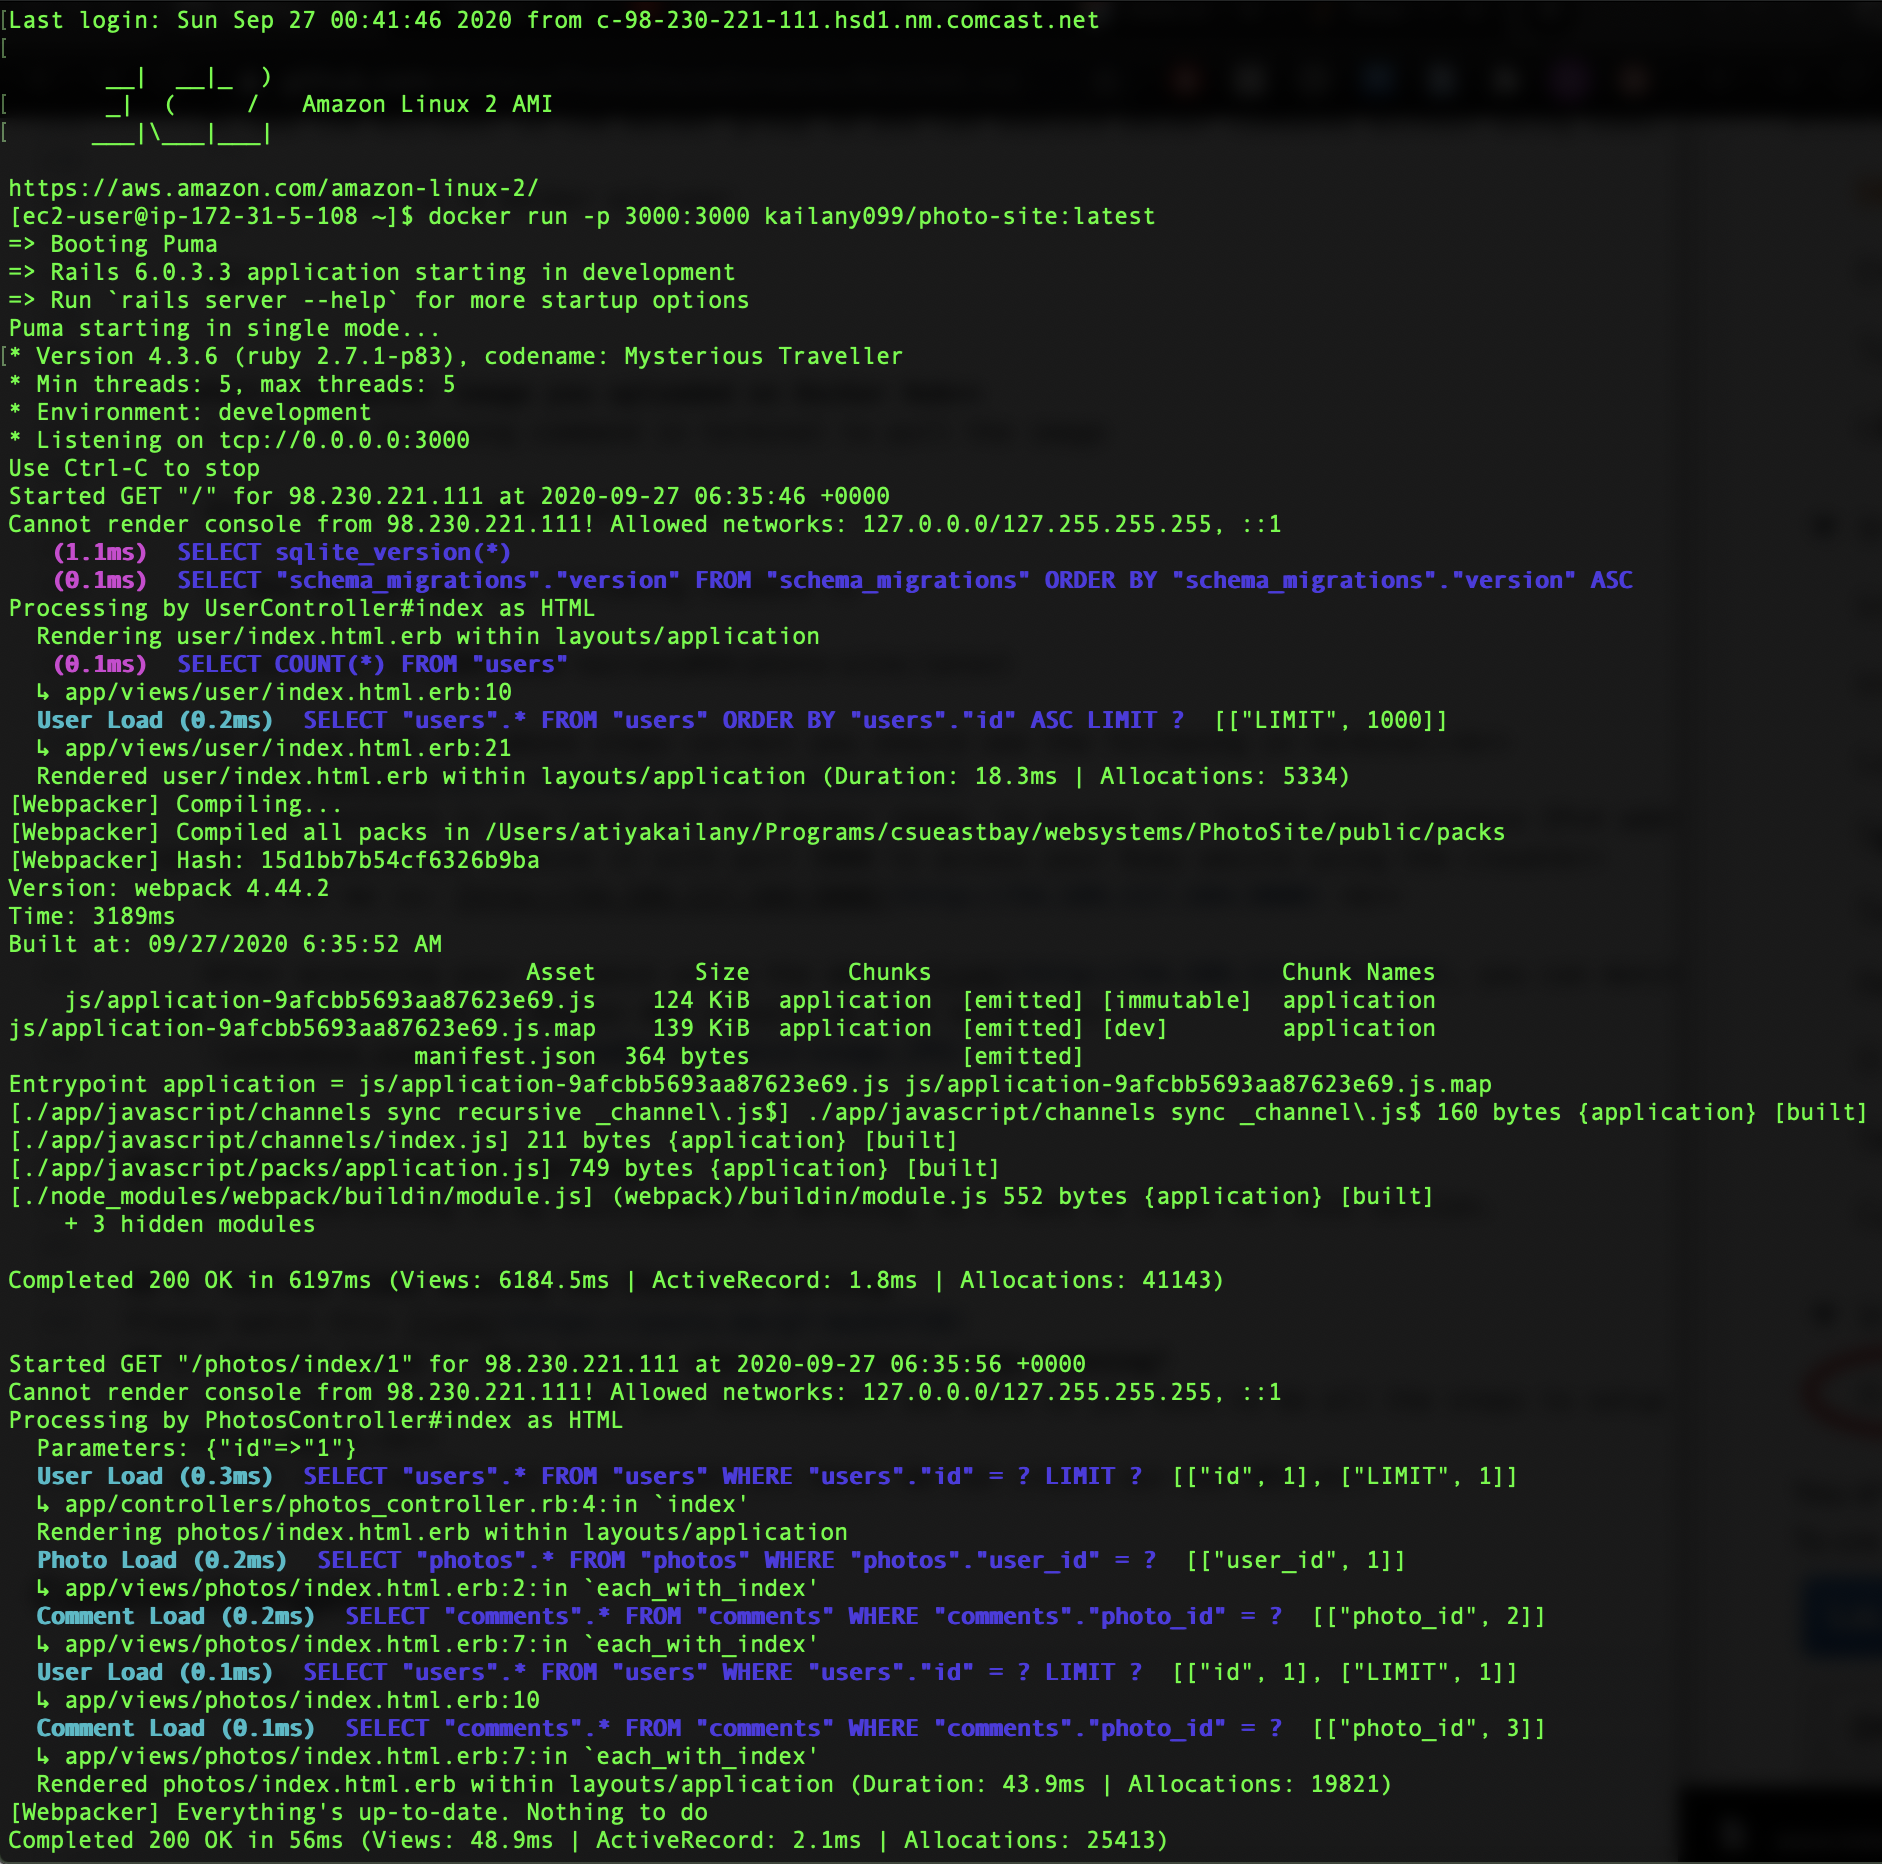 [Last login: Sun Sep 27 00:41:46 2020 from c-98-230-221-111.hsd1.nm.comcast.net
[
       __|  __|_  )
[      _|  (     /   Amazon Linux 2 AMI
[     ___|\___|___|
https://aws.amazon.com/amazon-linux-2/
[ec2-user@ip-172-31-5-108 ~]$ docker run -p 3000:3000 kailany099/photo-site:latest
=> Booting Puma
=> Rails 6.0.3.3 application starting in development
=> Run `rails server --help` for more startup options
Puma starting in single mode...
[* Version 4.3.6 (ruby 2.7.1-p83), codename: Mysterious Traveller
* Min threads: 5, max threads: 5
* Environment: development
* Listening on tcp://0.0.0.0:3000
Use Ctrl-C to stop
Started GET "/" for 98.230.221.111 at 2020-09-27 06:35:46 +0000
Cannot render console from 98.230.221.111! Allowed networks: 127.0.0.0/127.255.255.255, ::1
   (1.1ms)  SELECT sqlite_version(*)
   (0.1ms)  SELECT "schema_migrations"."version" FROM "schema_migrations" ORDER BY "schema_migrations"."version" ASC
Processing by UserController#index as HTML
  Rendering user/index.html.erb within layouts/application
   (0.1ms)  SELECT COUNT(*) FROM "users"
  ↳ app/views/user/index.html.erb:10
  User Load (0.2ms)  SELECT "users".* FROM "users" ORDER BY "users"."id" ASC LIMIT ?  [["LIMIT", 1000]]
  ↳ app/views/user/index.html.erb:21
  Rendered user/index.html.erb within layouts/application (Duration: 18.3ms | Allocations: 5334)
[Webpacker] Compiling...
[Webpacker] Compiled all packs in /Users/atiyakailany/Programs/csueastbay/websystems/PhotoSite/public/packs
[Webpacker] Hash: 15d1bb7b54cf6326b9ba
Version: webpack 4.44.2
Time: 3189ms
Built at: 09/27/2020 6:35:52 AM
                                     Asset       Size       Chunks                         Chunk Names
    js/application-9afcbb5693aa87623e69.js    124 KiB  application  [emitted] [immutable]  application
js/application-9afcbb5693aa87623e69.js.map    139 KiB  application  [emitted] [dev]        application
                             manifest.json  364 bytes               [emitted]
Entrypoint application = js/application-9afcbb5693aa87623e69.js js/application-9afcbb5693aa87623e69.js.map
[./app/javascript/channels sync recursive _channel\.js$] ./app/javascript/channels sync _channel\.js$ 160 bytes {application} [built]
[./app/javascript/channels/index.js] 211 bytes {application} [built]
[./app/javascript/packs/application.js] 749 bytes {application} [built]
[./node_modules/webpack/buildin/module.js] (webpack)/buildin/module.js 552 bytes {application} [built]
    + 3 hidden modules
Completed 200 OK in 6197ms (Views: 6184.5ms | ActiveRecord: 1.8ms | Allocations: 41143)
Started GET "/photos/index/1" for 98.230.221.111 at 2020-09-27 06:35:56 +0000
Cannot render console from 98.230.221.111! Allowed networks: 127.0.0.0/127.255.255.255, ::1
Processing by PhotosController#index as HTML
  Parameters: {"id"=>"1"}
  User Load (0.3ms)  SELECT "users".* FROM "users" WHERE "users"."id" = ? LIMIT ?  [["id", 1], ["LIMIT", 1]]
  ↳ app/controllers/photos_controller.rb:4:in `index'
  Rendering photos/index.html.erb within layouts/application
  Photo Load (0.2ms)  SELECT "photos".* FROM "photos" WHERE "photos"."user_id" = ?  [["user_id", 1]]
  ↳ app/views/photos/index.html.erb:2:in `each_with_index'
  Comment Load (0.2ms)  SELECT "comments".* FROM "comments" WHERE "comments"."photo_id" = ?  [["photo_id", 2]]
  ↳ app/views/photos/index.html.erb:7:in `each_with_index'
  User Load (0.1ms)  SELECT "users".* FROM "users" WHERE "users"."id" = ? LIMIT ?  [["id", 1], ["LIMIT", 1]]
  ↳ app/views/photos/index.html.erb:10
  Comment Load (0.1ms)  SELECT "comments".* FROM "comments" WHERE "comments"."photo_id" = ?  [["photo_id", 3]]
  ↳ app/views/photos/index.html.erb:7:in `each_with_index'
  Rendered photos/index.html.erb within layouts/application (Duration: 43.9ms | Allocations: 19821)
[Webpacker] Everything's up-to-date. Nothing to do
Completed 200 OK in 56ms (Views: 48.9ms | ActiveRecord: 2.1ms | Allocations: 25413)